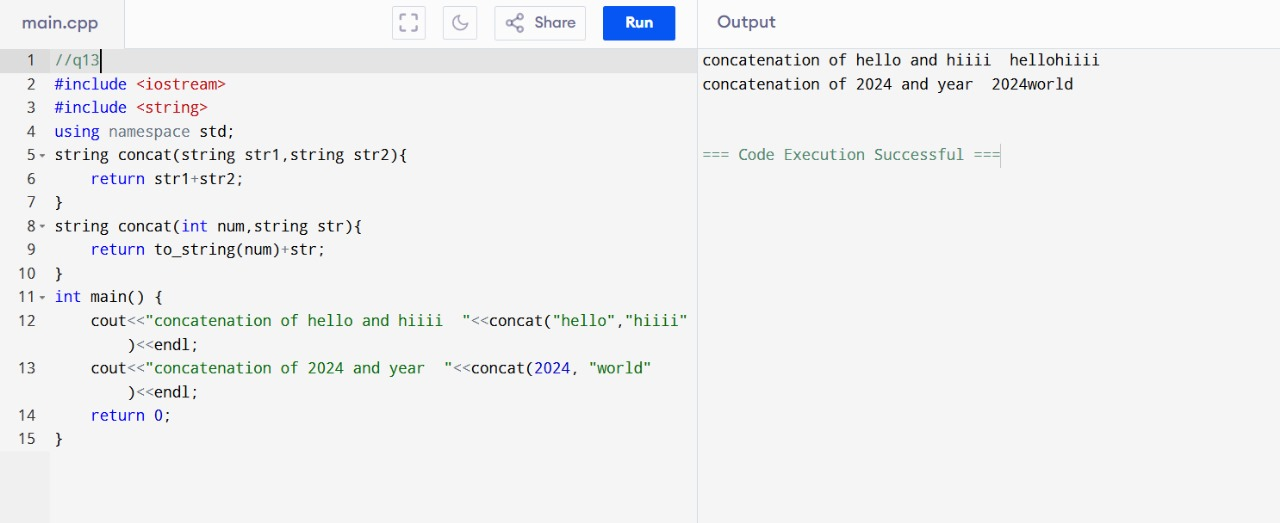 main.cpp
Share
Run
Output
1 //q13
2 #include <iostream>
3 #include <string>
4 using namespace std;
5 string concat(string str1,string str2){
6     return str1+str2;
7 }
8 string concat(int num,string str){
9     return to_string(num)+str;
10 }
11 int main() {
12     cout<<"concatenation of hello and hiiii  "<<concat("hello","hiiii"
)<<endl;
13     cout<<"concatenation of 2024 and year  "<<concat(2024, "world"
)<<endl;
14     return 0;
15 }
concatenation of hello and hiiii  hellohiiii
concatenation of 2024 and year  2024world
=== Code Execution Successful ===